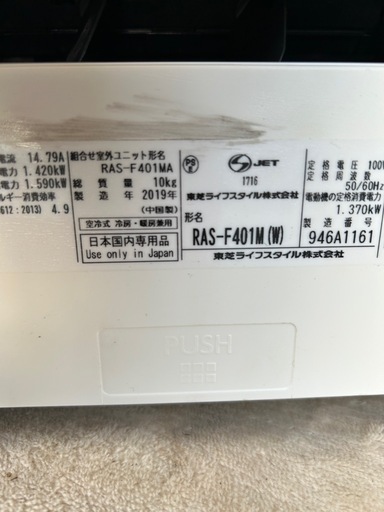 電流 14.79A
電力 1.420kW
電力 1.590kW
ルギー消費効率
612:2013) 4.9
組合せ室外ユニット形名
RAS-F401MA
総質量 10kg
製造年 2019年
(中国製)
空冷式 冷房・暖房兼用
日本国内専用品
Use only in Japan
PS
E
JET
1716
東芝ライフスタイル株式会社
形名
RAS-F401M(W)
東芝ライフスタイル株式会社
定格電圧 100V
定格周波数
50/60Hz
電動機の定格消費電力
1.370kW
製造番号
946A1161
PUSH